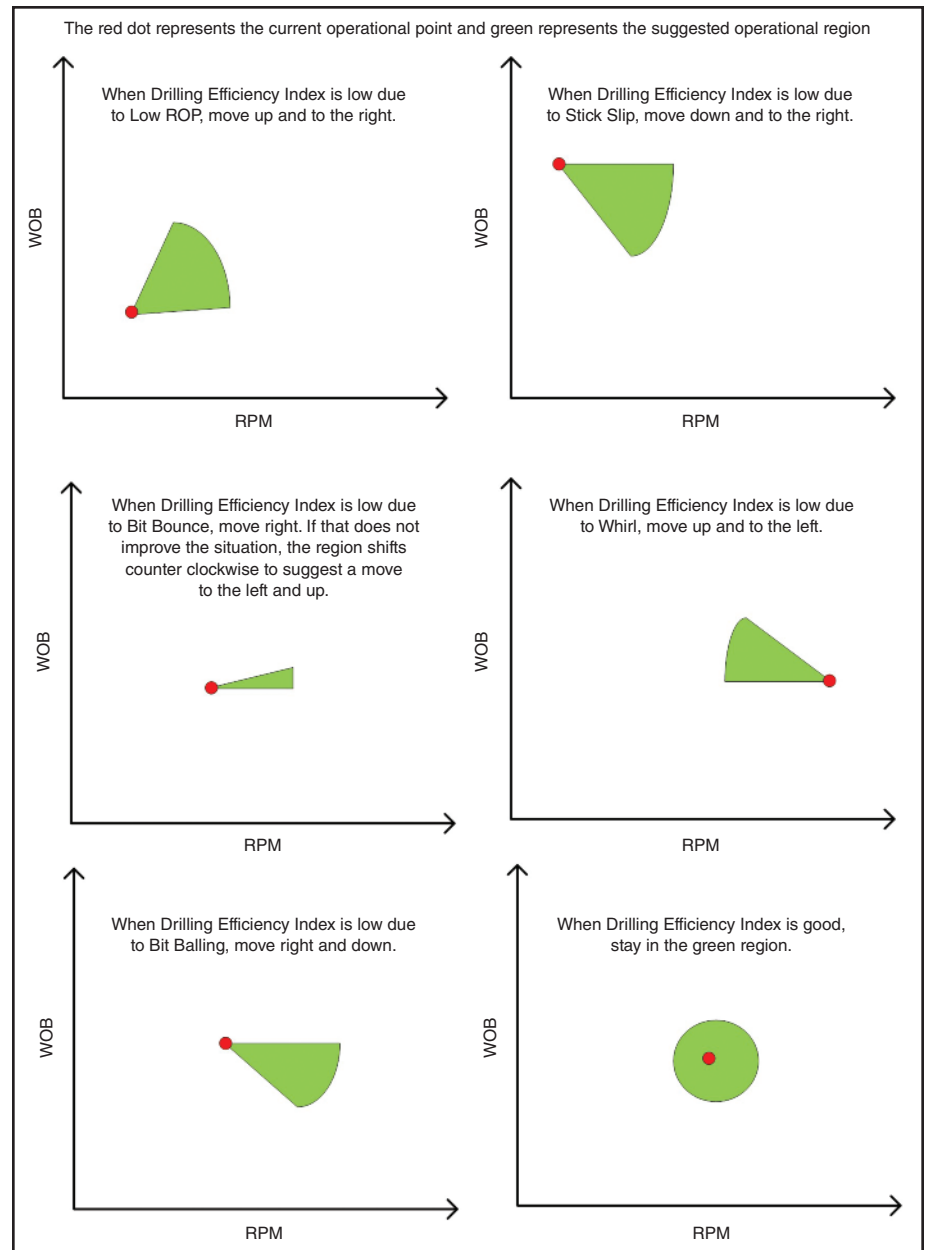 The red dot represents the current operational point and green represents the suggested operational region
When Drilling Efficiency Index is low due
to Low ROP, move up and to the right.
WOB
RPM
When Drilling Efficiency Index is low due
to Stick Slip, move down and to the right.
WOB
RPM
When Drilling Efficiency Index is low due
to Bit Bounce, move right. If that does not
improve the situation, the region shifts
counter clockwise to suggest a move
to the left and up.
WOB
RPM
When Drilling Efficiency Index is low due
to Whirl, move up and to the left.
WOB
RPM
When Drilling Efficiency Index is low due
to Bit Balling, move right and down.
WOB
RPM
When Drilling Efficiency Index is good,
stay in the green region.
WOB
RPM